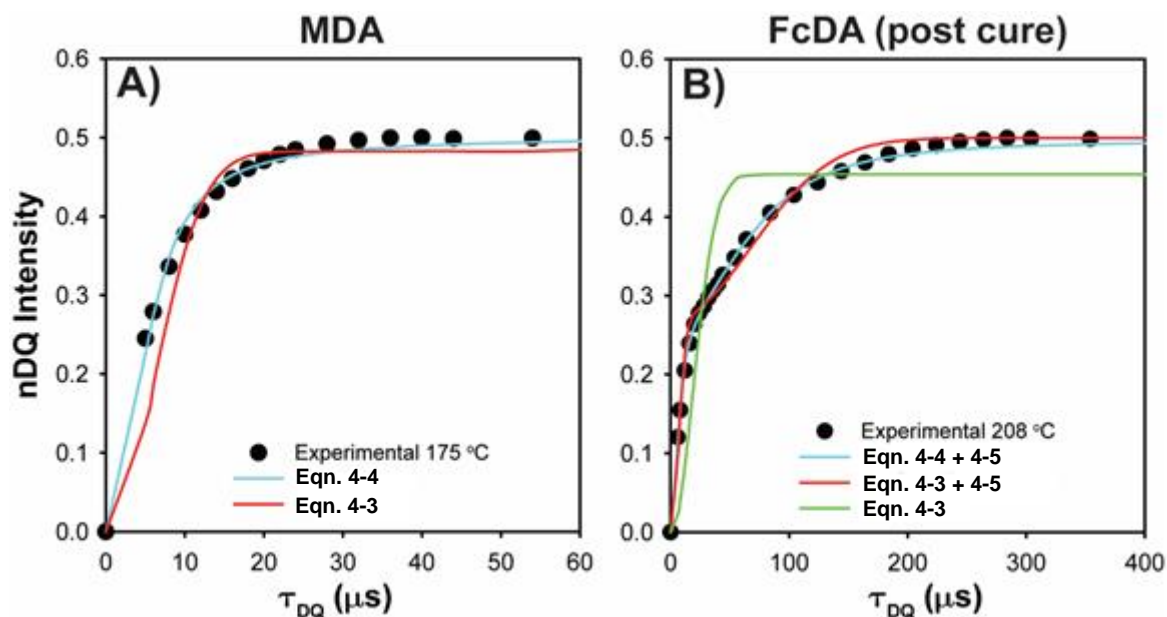 MDA
FcDA (post cure)
A)
B)
nDQ Intensity
0.6
0.5
0.4
0.3
0.2
0.1
0.0
Experimental 175 °C
Eqn. 4-4
Eqn. 4-3
0 10 20 30 40 50 60
τDQ (μs)
0.6
0.5
0.4
0.3
0.2
0.1
0.0
Experimental 208 °C
Eqn. 4-4 + 4-5
Eqn. 4-3 + 4-5
Eqn. 4-3
0 100 200 300 400
τDQ (μs)